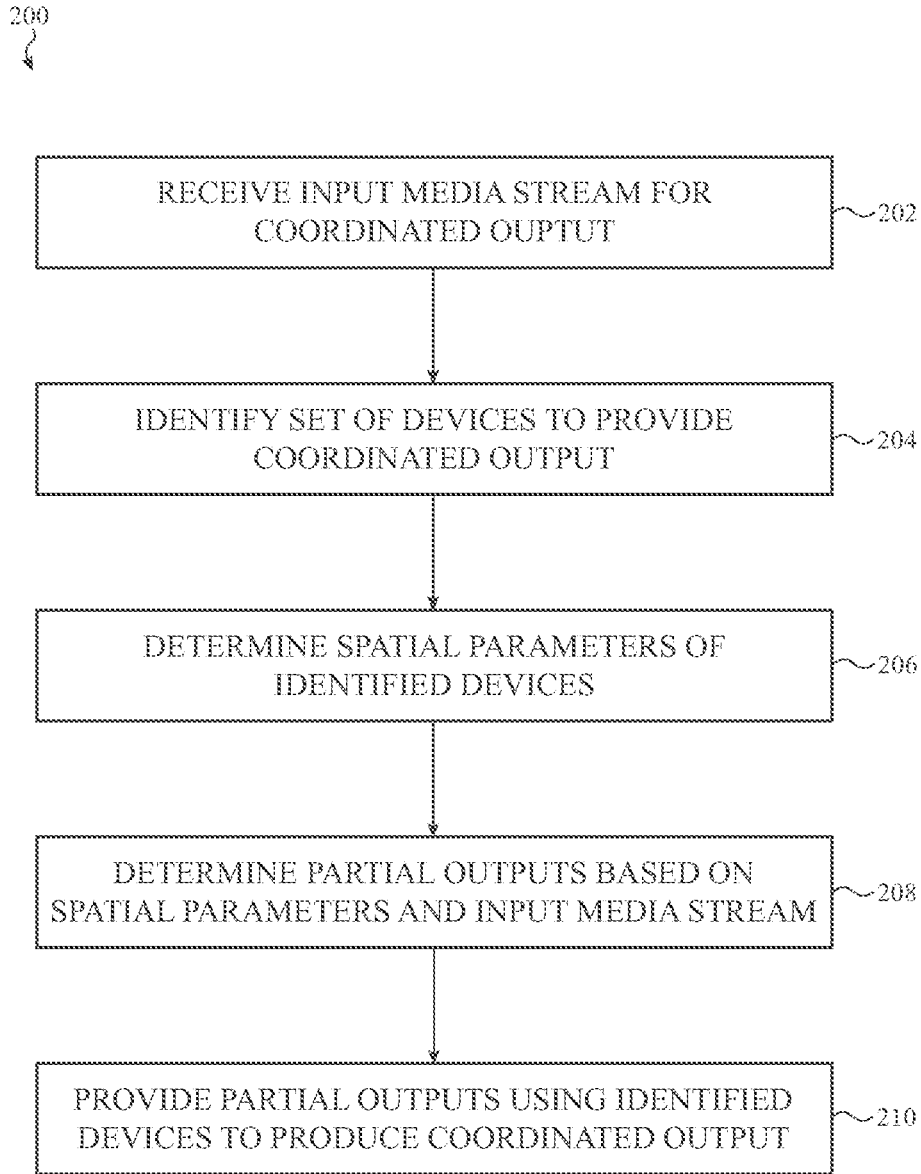 200
RECEIVE INPUT MEDIA STREAM FOR
COORDINATED OUPTUT
202
IDENTIFY SET OF DEVICES TO PROVIDE
COORDINATED OUTPUT
204
DETERMINE SPATIAL PARAMETERS OF
IDENTIFIED DEVICES
206
DETERMINE PARTIAL OUTPUTS BASED ON
SPATIAL PARAMETERS AND INPUT MEDIA STREAM
208
PROVIDE PARTIAL OUTPUTS USING IDENTIFIED
DEVICES TO PRODUCE COORDINATED OUTPUT
210